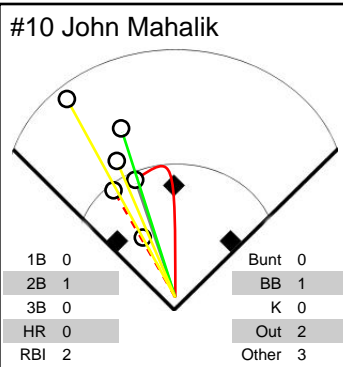 #10 John Mahalik
1B 0 Bunt 0
2B 1 BB 1
3B 0 K 0
HR 0 Out 2
RBI 2 Other 3